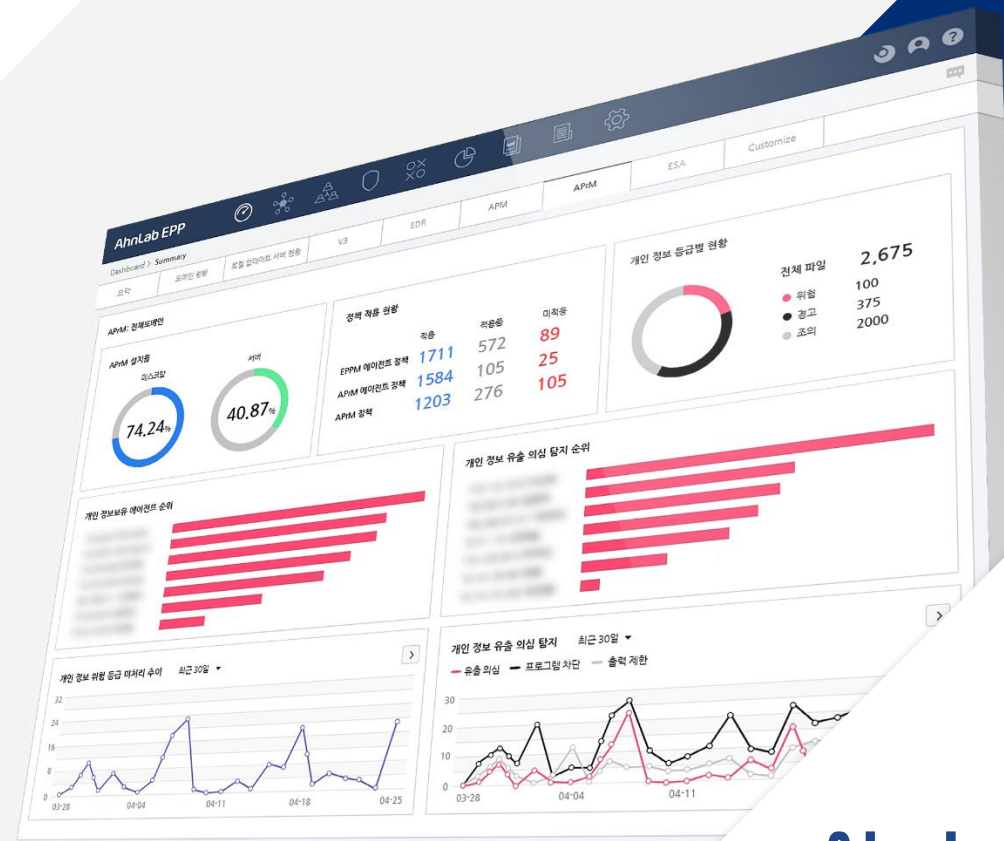 AhnLab EPP
Dashboard > Summary
요약
도메인 현황
로컬 업데이트 서버 현황
V3
EDR
APM
APrM
ESA
Customize
APrM: 전체도메인
APrM 설치율
데스크탑
서버
74.24%
40.87%
정책 적용 현황
적용 적용중 미적용
EPPM 에이전트 정책 1711 572 89
APrM 에이전트 정책 1584 105 25
APrM 정책 1203 276 105
개인 정보 등급별 현황
전체 파일 2,675
위험 100
경고 375
조의 2000
개인 정보보유 에이전트 순위
개인 정보 유출 의심 탐지 순위
개인 정보 위험 등급 미처리 추이 최근 30일
32
24
16
8
0
03-28 04-04 04-11 04-18 04-25
개인 정보 유출 의심 탐지 최근 30일
유출 의심 프로그램 차단 출력 제한
30
20
10
0
03-28 04-04 04-11